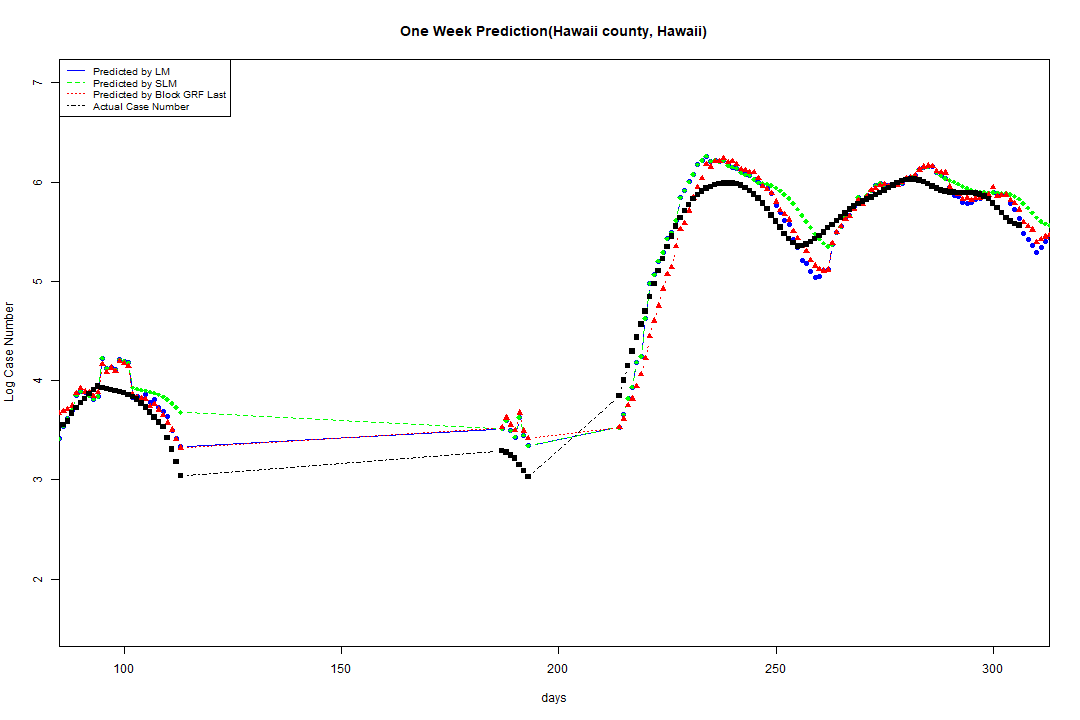 One Week Prediction(Hawaii county, Hawaii)
Predicted by LM
Predicted by SLM
Predicted by Block GRF Last
Actual Case Number
Log Case Number
7
6
5
4
3
2
100
150
200
250
300
days